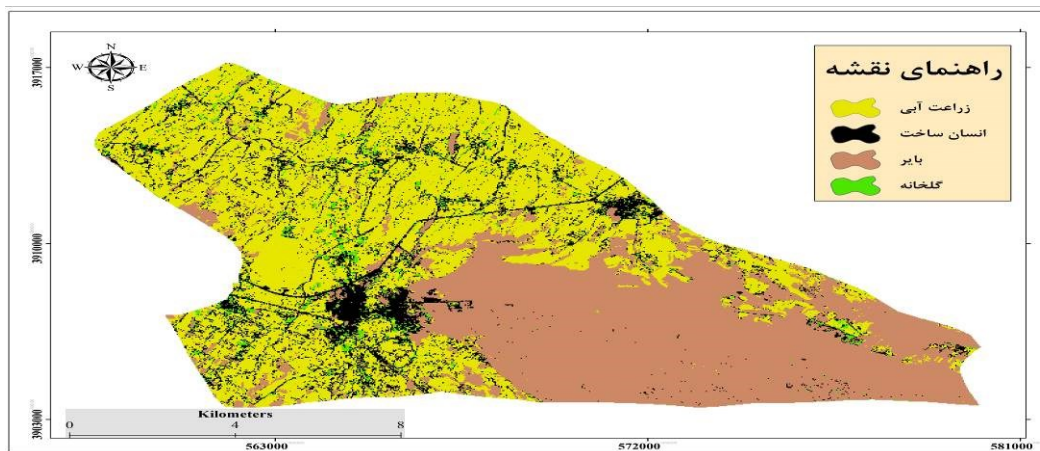 N
W E
S
راهنمای نقشه
زراعت آبی
انسان ساخت
بایر
گلخانه
3917000
3910000
3903000
Kilometers
0 4 8
563000 572000 581000